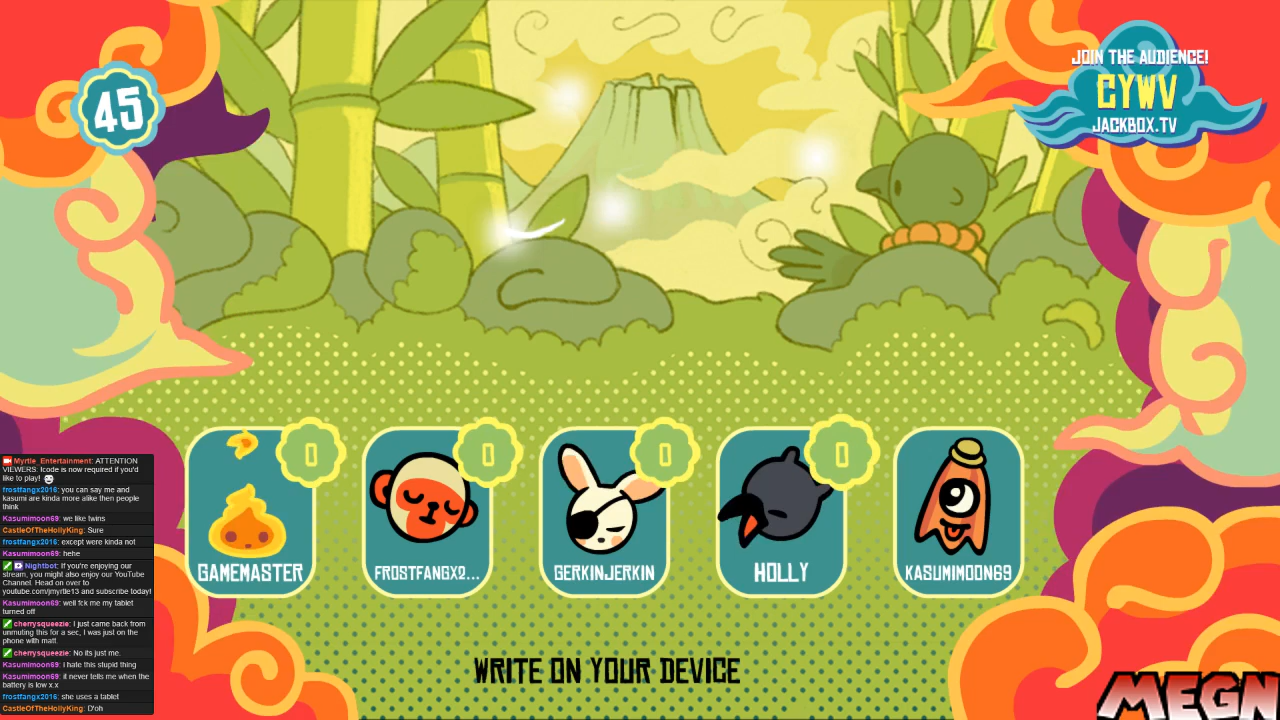 JOIN THE AUDIENCE!
CYWV
JACKBOX.TV
45
0
0
0
0
GAMEMASTER
FROSTFANGX2...
GERKINJERKIN
HOLLY
KASUMIMOON69
WRITE ON YOUR DEVICE
MEGN
Myrtle_Entertainment: ATTENTION
VIEWERS: !code is now required if you'd
like to play!
frostfangx2016: you can say me and
kasumi are kinda more alike then people
think
Kasumimoon69: we like twins
CastleOfTheHollyKing: Sure
frostfangx2016: except were kinda not
Kasumimoon69: hehe
Nightbot: If you're enjoying our
stream, you might also enjoy our YouTube
Channel. Head on over to
youtube.com/jmyrtle13 and subscribe today!
Kasumimoon69: well fck me my tablet
turned off
cherrysqueezie: I just came back from
unmuting this for a sec, I was just on the
phone with matt.
cherrysqueezie: No its just me.
Kasumimoon69: i hate this stupid thing
Kasumimoon69: it never tells me when the
battery is low x.x
frostfangx2016: she uses a tablet
CastleOfTheHollyKing: D'oh